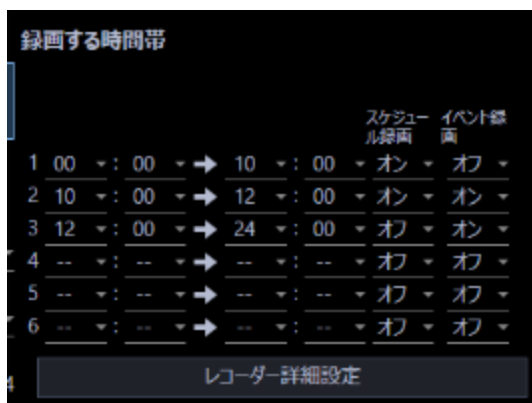 録画する時間帯
スケジュー イベント録
ル録画 画
1 00 : 00 → 10 : 00 オン オフ
2 10 : 00 → 12 : 00 オン オン
3 12 : 00 → 24 : 00 オフ オン
4 -- : -- → -- : -- オフ オフ
5 -- : -- → -- : -- オフ オフ
6 -- : -- → -- : -- オフ オフ
レコーダー詳細設定
4